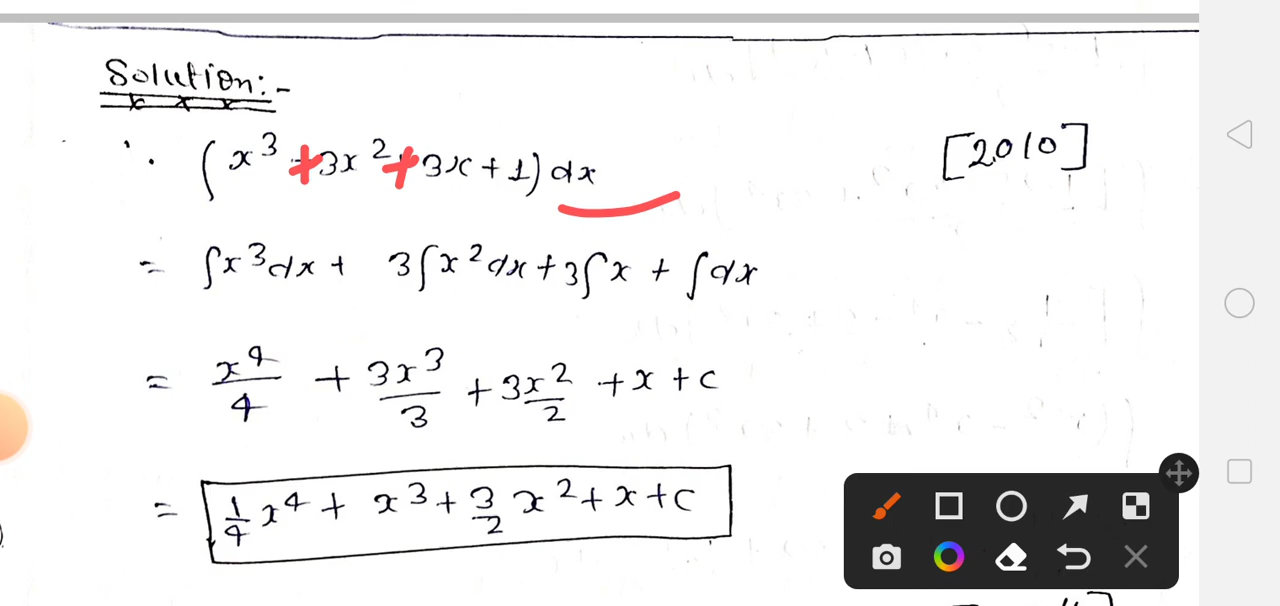 Solution:-
∵ (x³ + 3x² + 3x + 1) dx [2010]
= ∫x³dx + 3∫x²dx + 3∫x + ∫dx
= x⁴/4 + 3x³/3 + 3x²/2 + x + c
= 1/4 x⁴ + x³ + 3/2 x² + x + c